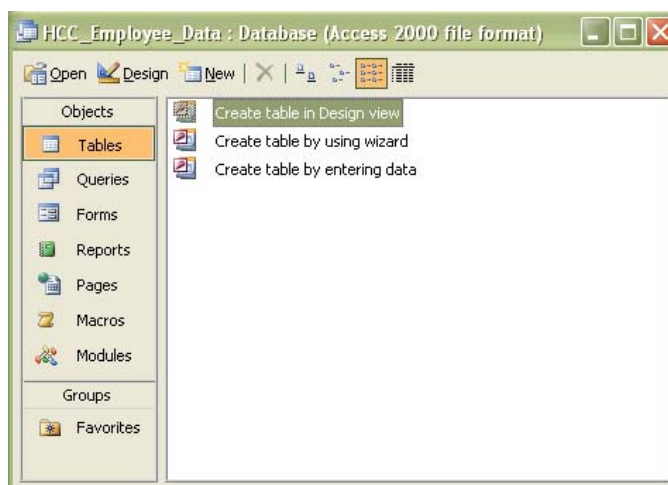 HCC_Employee_Data : Database (Access 2000 file format)
Open Design New
Objects
Tables
Queries
Forms
Reports
Pages
Macros
Modules
Groups
Favorites
Create table in Design view
Create table by using wizard
Create table by entering data